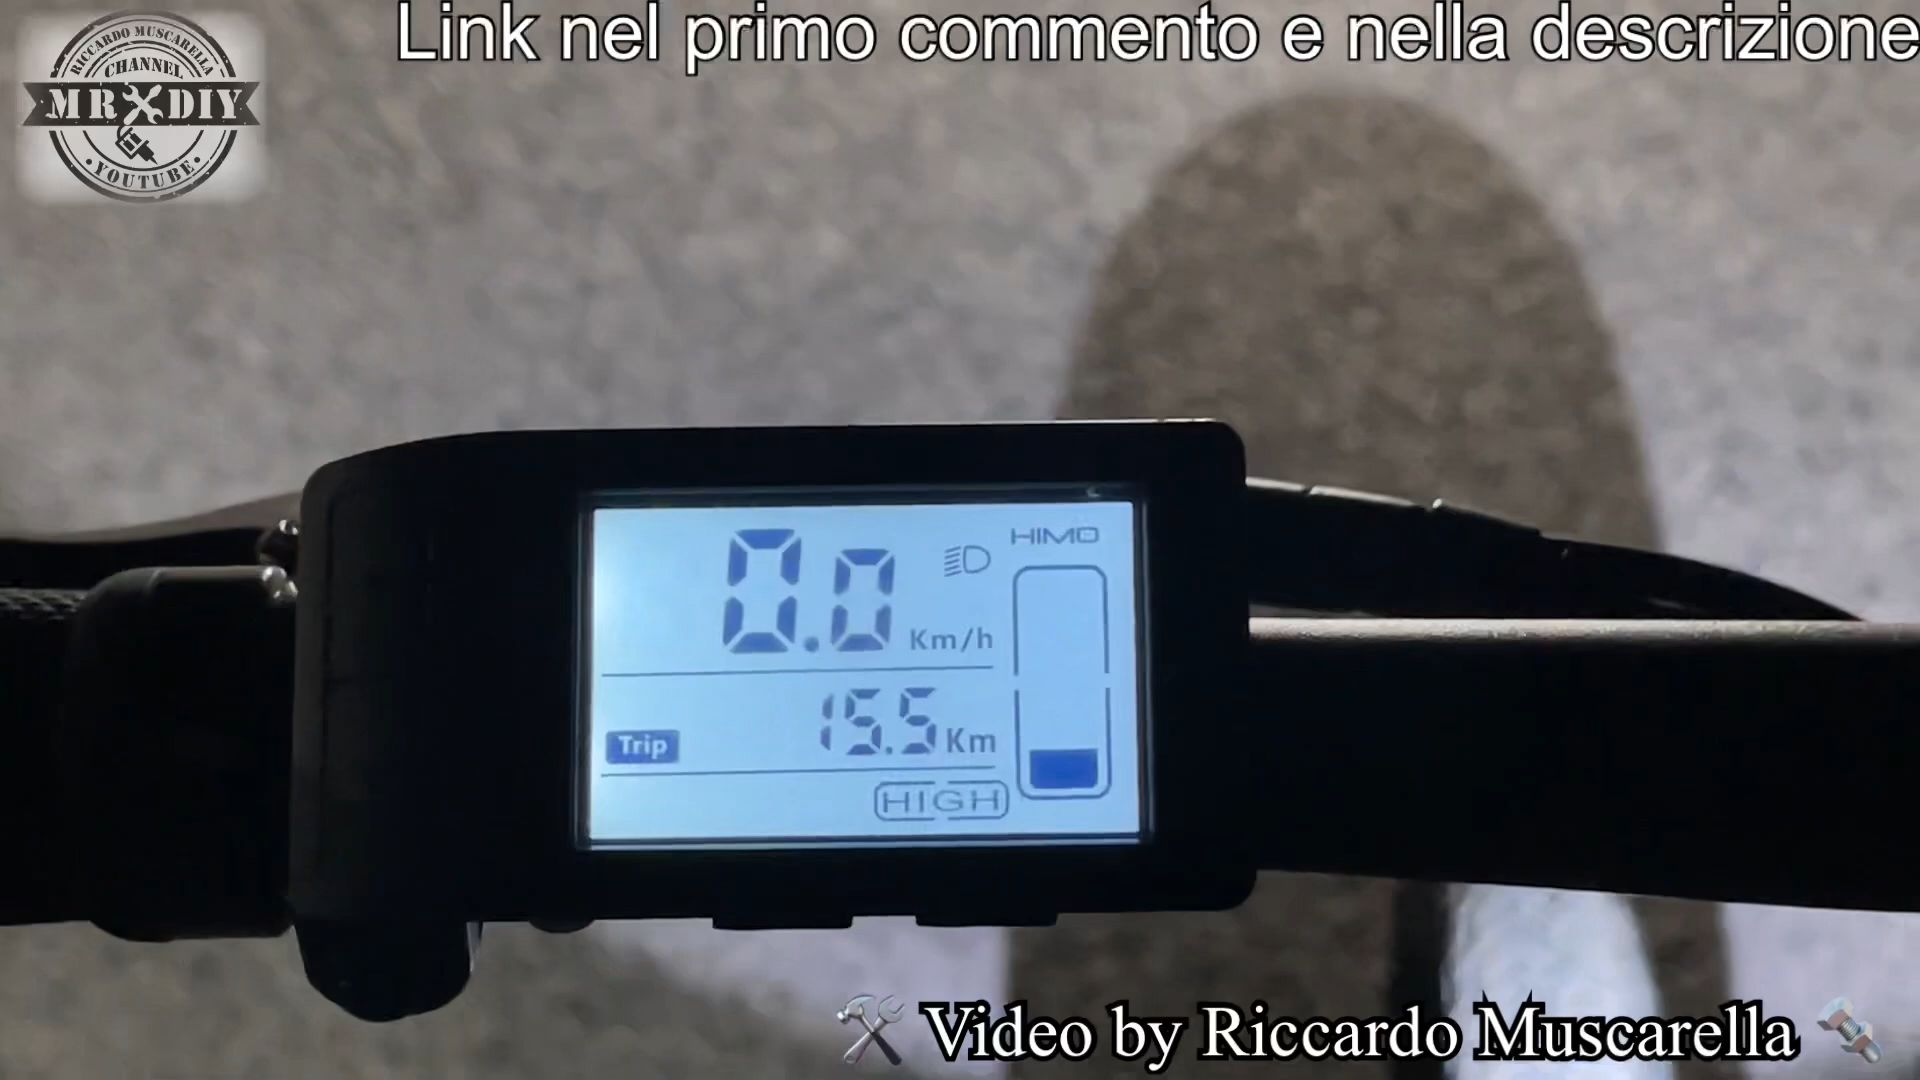 Link nel primo commento e nella descrizione
RICCARDO MUSCARELLA
CHANNEL
MR DIY
YOUTUBE
HIMO
0.0 Km/h
Trip 15.5 Km
HIGH
Video by Riccardo Muscarella